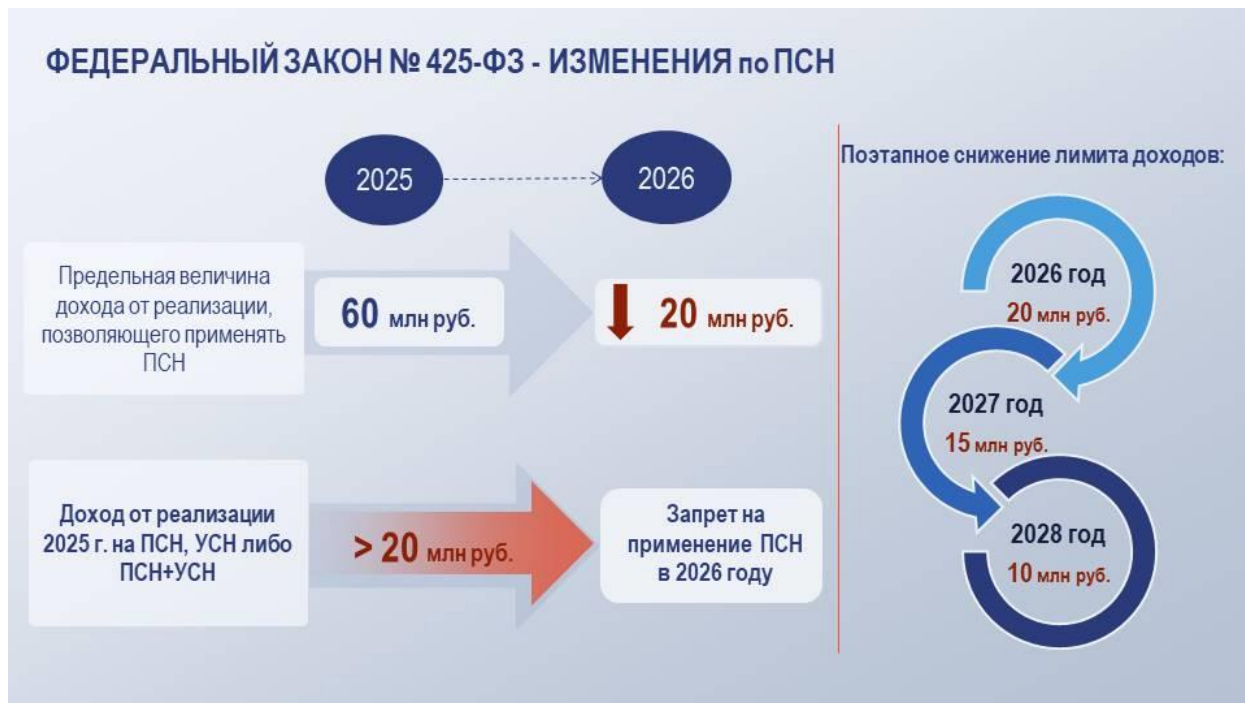 ФЕДЕРАЛЬНЫЙ ЗАКОН № 425-ФЗ - ИЗМЕНЕНИЯ по ПСН
2025
2026
Предельная величина
дохода от реализации,
позволяющего применять
ПСН
60 млн руб.
20 млн руб.
Доход от реализации
2025 г. на ПСН, УСН либо
ПСН+УСН
> 20 млн руб.
Запрет на
применение ПСН
в 2026 году
Поэтапное снижение лимита доходов:
2026 год
20 млн руб.
2027 год
15 млн руб.
2028 год
10 млн руб.